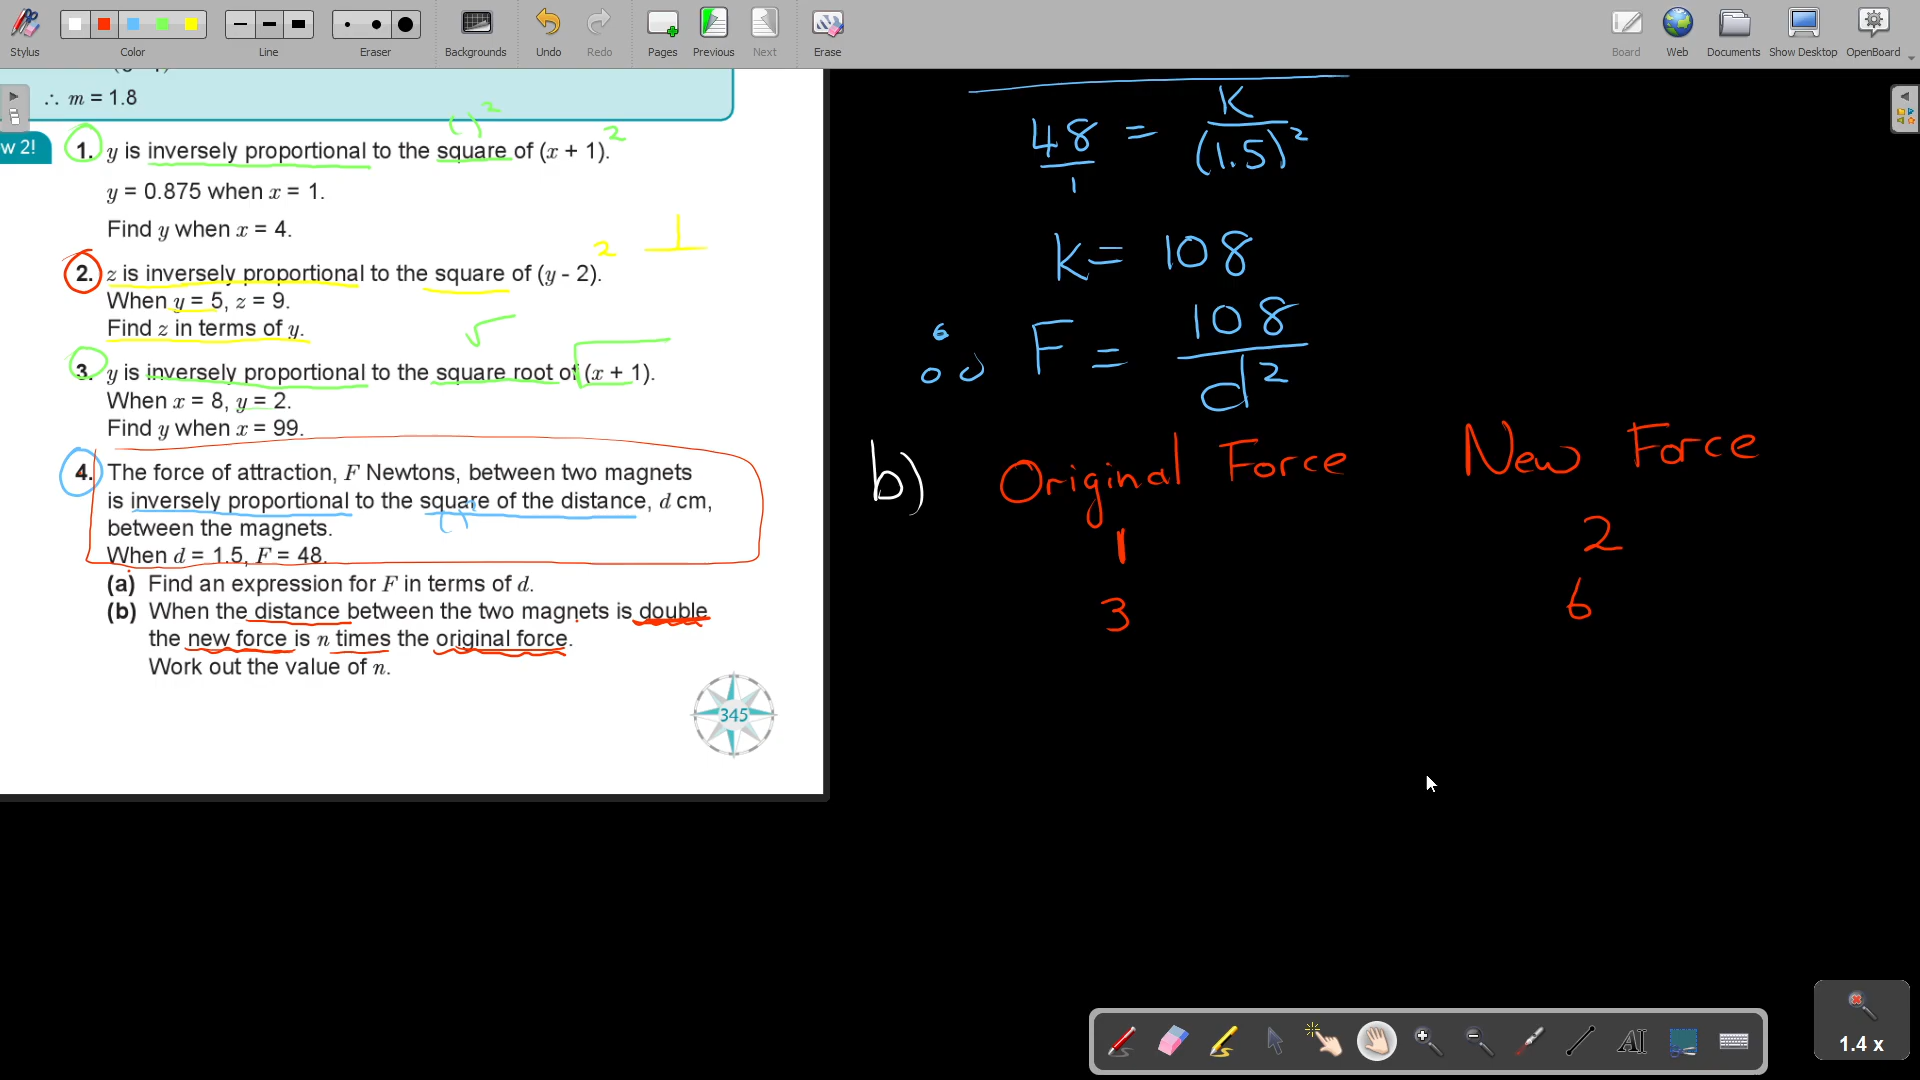 Stylus Color Line Eraser Backgrounds Undo Redo Pages Previous Next Erase Board Web Documents Show Desktop OpenBoard
∴ m = 1.8
w 2!
( )²
1. y is inversely proportional to the square of (x + 1).²
y = 0.875 when x = 1.
Find y when x = 4.
2. z is inversely proportional to the square of (y - 2).²
When y = 5, z = 9.
Find z in terms of y.
√
3. y is inversely proportional to the square root of (x + 1).
When x = 8, y = 2.
Find y when x = 99.
4. The force of attraction, F Newtons, between two magnets
is inversely proportional to the square of the distance, d cm,
( )²
between the magnets.
When d = 1.5, F = 48.
(a) Find an expression for F in terms of d.
(b) When the distance between the two magnets is double
the new force is n times the original force.
Work out the value of n.
345
48/1 = K/(1.5)²
K = 108
∴ F = 108/d²
b) Original Force New Force
1 2
3 6
1.4 x